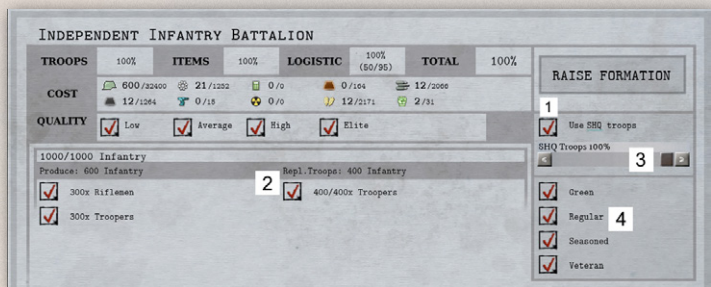 INDEPENDENT INFANTRY BATTALION
TROOPS 100% ITEMS 100% LOGISTIC 100% (50/95) TOTAL 100%
COST 600/32400 21/1232 0/0 0/104 12/2066
12/1264 0/15 0/0 12/2171 2/31
QUALITY Low Average High Elite
1000/1000 Infantry
Produce: 600 Infantry 2 Repl.Troops: 400 Infantry
300x Riflemen 400/400x Troopers
300x Troopers
RAISE FORMATION
1
Use SHQ troops
SHQ Troops 100%
3
Green
Regular 4
Seasoned
Veteran